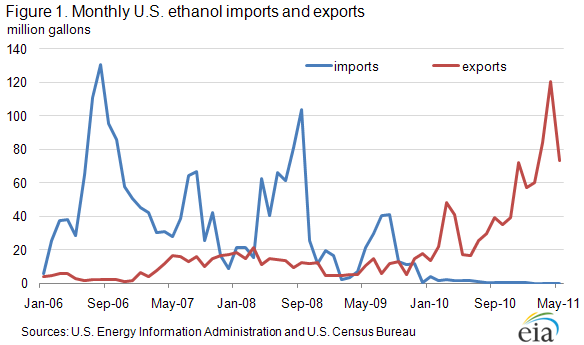 Figure 1. Monthly U.S. ethanol imports and exports
million gallons
imports exports
140
120
100
80
60
40
20
0
Jan-06 Sep-06 May-07 Jan-08 Sep-08 May-09 Jan-10 Sep-10 May-11
Sources: U.S. Energy Information Administration and U.S. Census Bureau
eia